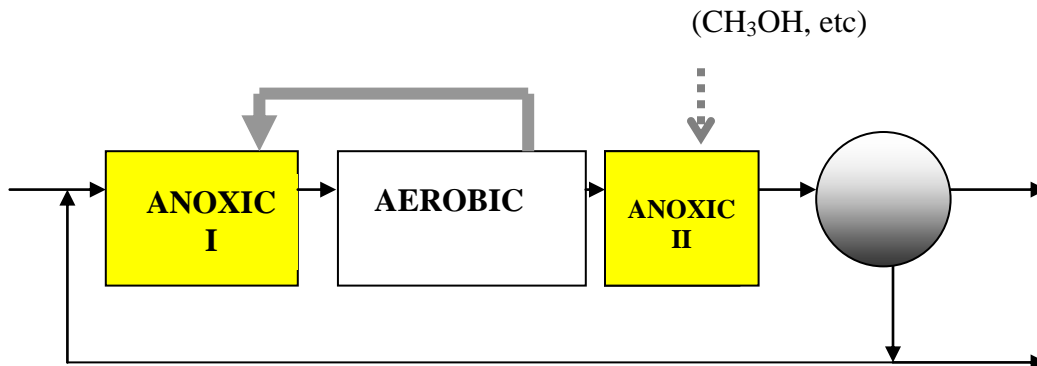 (CH₃OH, etc)
ANOXIC
I
AEROBIC
ANOXIC
II